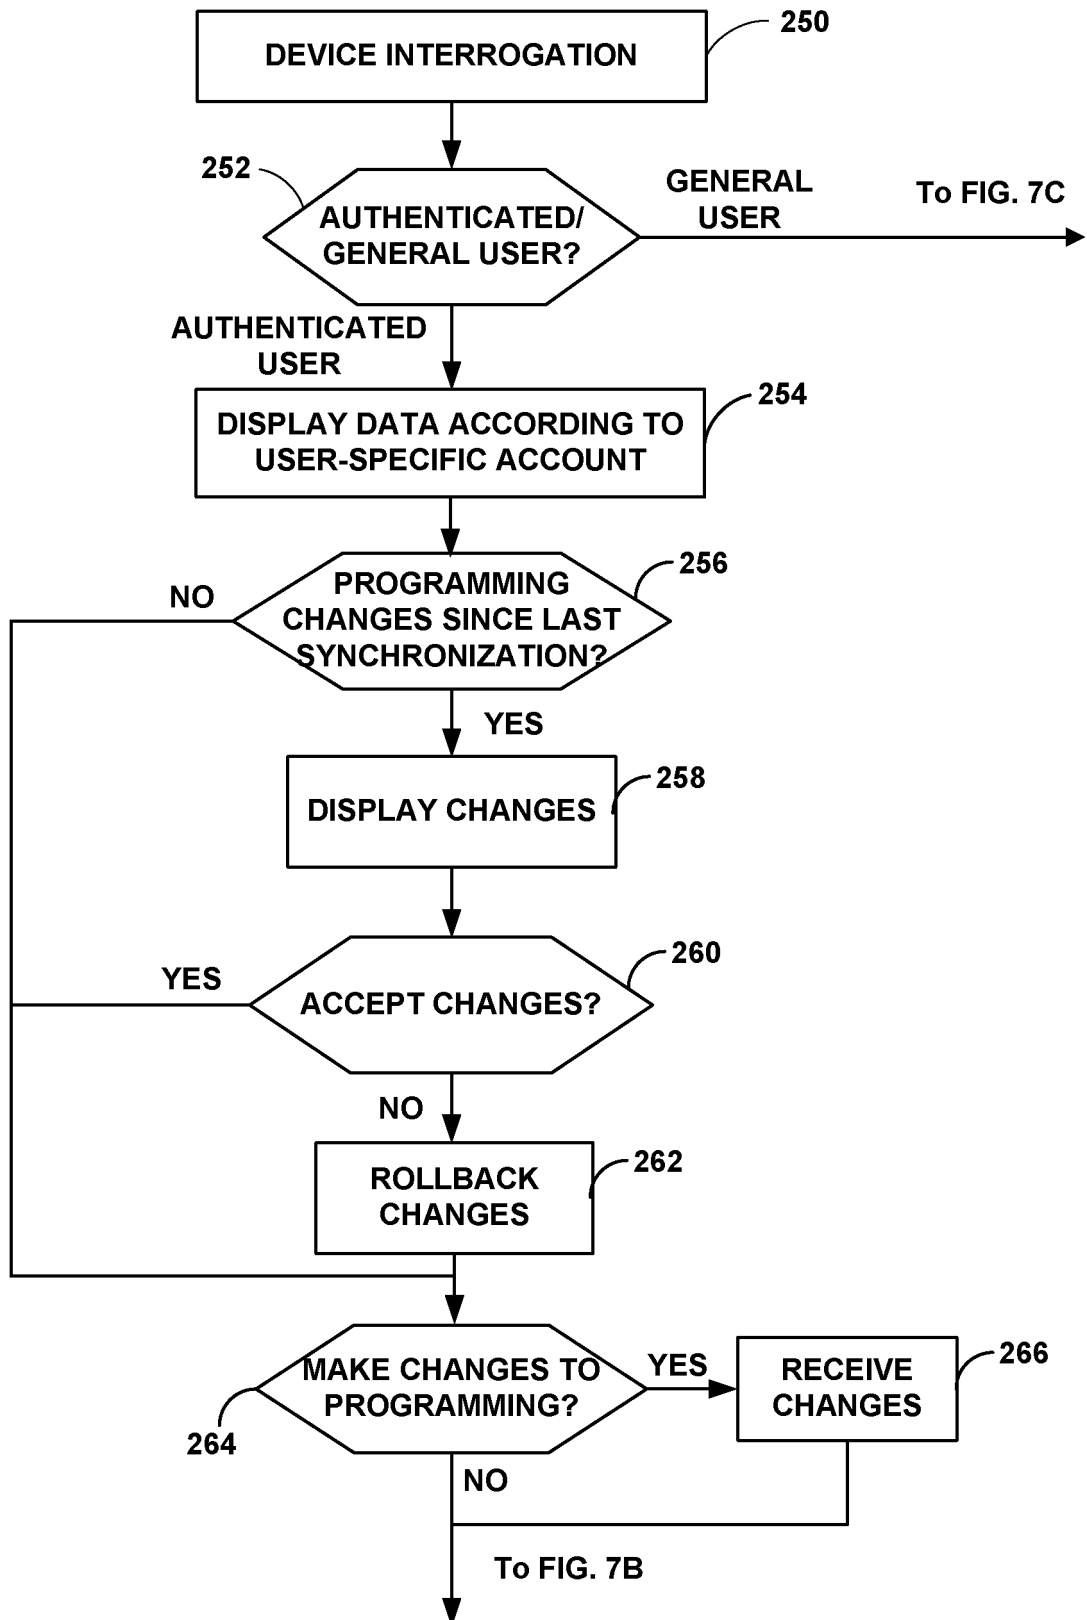 250
DEVICE INTERROGATION
252
GENERAL
USER
To FIG. 7C
AUTHENTICATED/
GENERAL USER?
AUTHENTICATED
USER
254
DISPLAY DATA ACCORDING TO
USER-SPECIFIC ACCOUNT
256
NO
PROGRAMMING
CHANGES SINCE LAST
SYNCHRONIZATION?
YES
258
DISPLAY CHANGES
260
YES
ACCEPT CHANGES?
NO
262
ROLLBACK
CHANGES
MAKE CHANGES TO
PROGRAMMING?
YES
RECEIVE
CHANGES
266
264
NO
To FIG. 7B